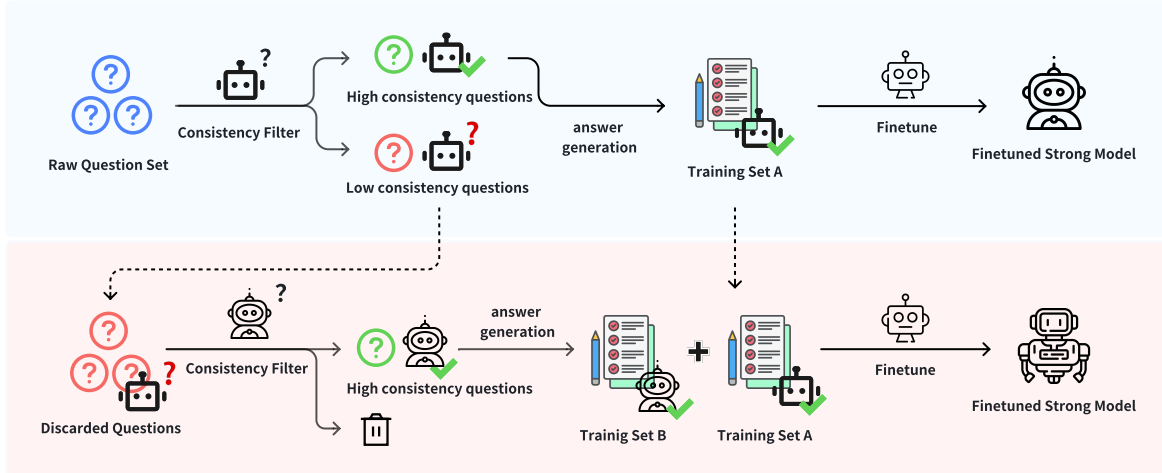 ?
? ?
Raw Question Set
?
Consistency Filter
?
High consistency questions
? ?
Low consistency questions
answer
generation
Training Set A
Finetune
Finetuned Strong Model
?
? ? ?
Discarded Questions
?
Consistency Filter
?
High consistency questions
answer
generation
Trainig Set B
+
Training Set A
Finetune
Finetuned Strong Model